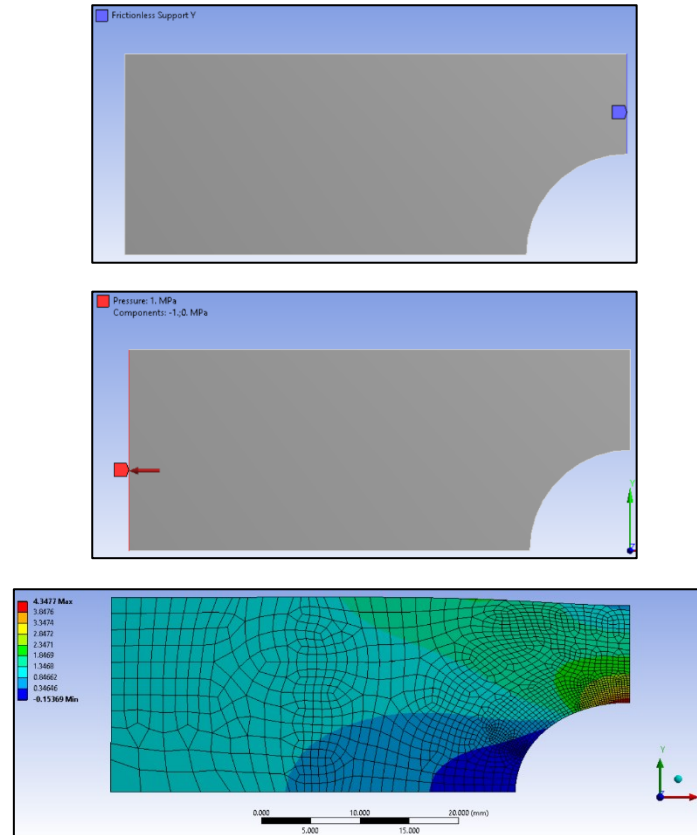 Frictionless Support Y
Pressure: 1. MPa
Components: -1.;0. MPa
Y
4.3477 Max
3.8476
3.3474
2.8472
2.3471
1.8469
1.3468
0.84662
0.34646
-0.15369 Min
Y
0.000
10.000
20.000 (mm)
5.000
15.000